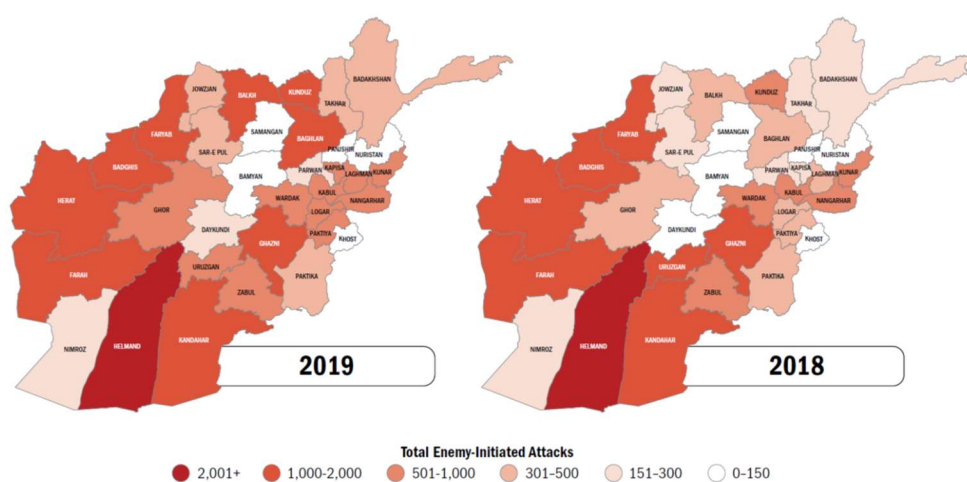 BADAKHSHAN
JOWZJAN
BALKH
KUNDUZ
TAKHAR
FARYAB
SAMANGAN
BAGHLAN
SAR-E PUL
PANJSHIR
NURISTAN
BADGHIS
BAMYAN
PARWAN
KAPISA
LAGHMAN
KUNAR
HERAT
KABUL
WARDAK
NANGARHAR
GHOR
LOGAR
DAYKUNDI
GHAZNI
PAKTIYA
KHOST
FARAH
URUZGAN
PAKTIKA
ZABUL
NIMROZ
HELMAND
KANDAHAR
2019
BADAKHSHAN
JOWZJAN
BALKH
KUNDUZ
TAKHAR
FARYAB
SAMANGAN
BAGHLAN
SAR-E PUL
PANJSHIR
NURISTAN
BADGHIS
BAMYAN
PARWAN
KAPISA
LAGHMAN
KUNAR
HERAT
KABUL
WARDAK
NANGARHAR
GHOR
LOGAR
DAYKUNDI
GHAZNI
PAKTIYA
KHOST
FARAH
URUZGAN
PAKTIKA
ZABUL
NIMROZ
HELMAND
KANDAHAR
2018
Total Enemy-Initiated Attacks
2,001+ 1,000-2,000 501-1,000 301–500 151-300 0–150